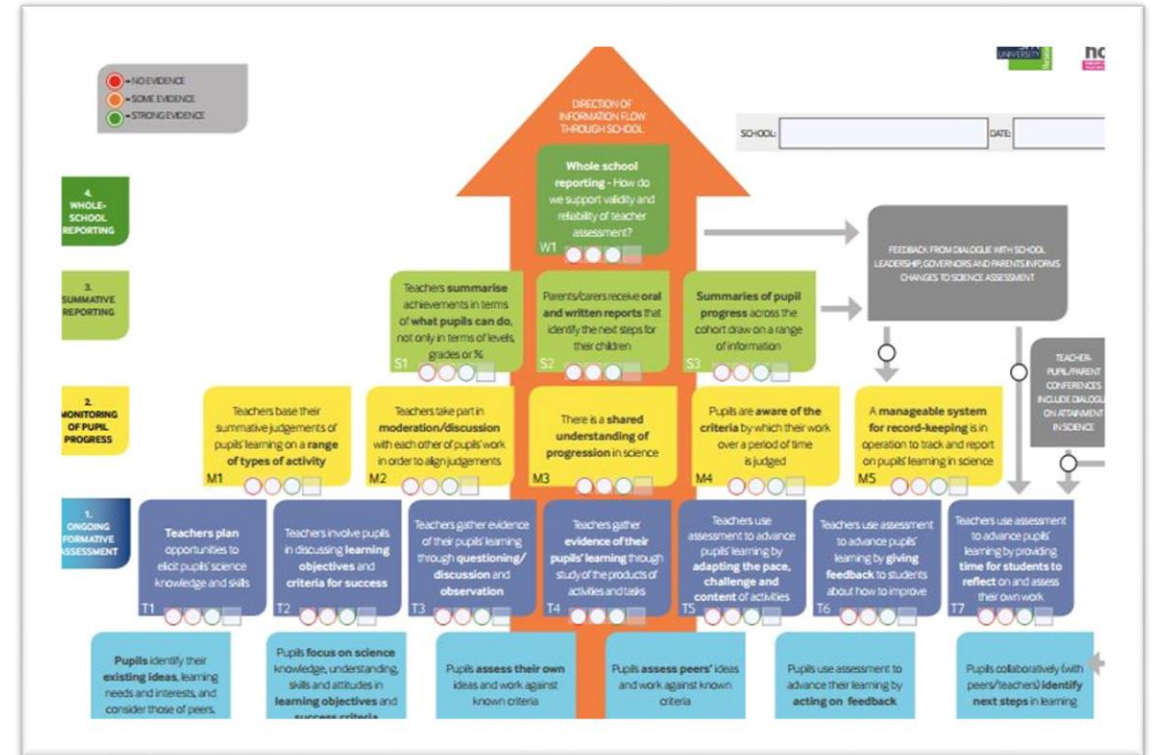 = NO EVIDENCE
= SOME EVIDENCE
= STRONG EVIDENCE
DIRECTION OF
INFORMATION FLOW
THROUGH SCHOOL
UNIVERSITY
SCHOOL:
DATE:
4.
WHOLE-
SCHOOL
REPORTING
Whole school
reporting - How do
we support validity and
reliability of teacher
assessment?
W1
FEEDBACK FROM DIALOGUE WITH SCHOOL
LEADERSHIP, GOVERNORS AND PARENTS INFORMS
CHANGES TO SCIENCE ASSESSMENT
3.
SUMMATIVE
REPORTING
Teachers summarise
achievements in terms
of what pupils can do,
not only in terms of levels,
grades or %
S1
Parents/carers receive oral
and written reports that
identify the next steps for
their children
S2
Summaries of pupil
progress across the
cohort draw on a range
of information
S3
TEACHER-
PUPIL/PARENT
CONFERENCES
INCLUDE DIALOGU
ON ATTAINMENT
IN SCIENCE
2.
MONITORING
OF PUPIL
PROGRESS
Teachers base their
summative judgements of
pupils' learning on a range
of types of activity
M1
Teachers take part in
moderation/discussion
with each other of pupils' work
in order to align judgements
M2
There is a shared
understanding of
progression in science
M3
Pupils are aware of the
criteria by which their work
over a period of time
is judged
M4
A manageable system
for record-keeping is in
operation to track and report
on pupils' learning in science
M5
1.
ONGOING
FORMATIVE
ASSESSMENT
Teachers plan
opportunities to
elicit pupils' science
knowledge and skills
T1
Teachers involve pupils
in discussing learning
objectives and
criteria for success
T2
Teachers gather evidence
of their pupils' learning
through questioning/
discussion and
observation
T3
Teachers gather
evidence of their
pupils' learning through
study of the products of
activities and tasks
T4
Teachers use
assessment to advance
pupils' learning by
adapting the pace,
challenge and
content of activities
T5
Teachers use assessment
to advance pupils'
learning by giving
feedback to students
about how to improve
T6
Teachers use assessment
to advance pupils'
learning by providing
time for students to
reflect on and assess
their own work
T7
Pupils identify their
existing ideas, learning
needs and interests, and
consider those of peers.
Pupils focus on science
knowledge, understanding,
skills and attitudes in
learning objectives and
success criteria
Pupils assess their own
ideas and work against
known criteria
Pupils assess peers' ideas
and work against known
criteria
Pupils use assessment to
advance their learning by
acting on feedback
Pupils collaboratively (with
peers/teachers) identify
next steps in learning